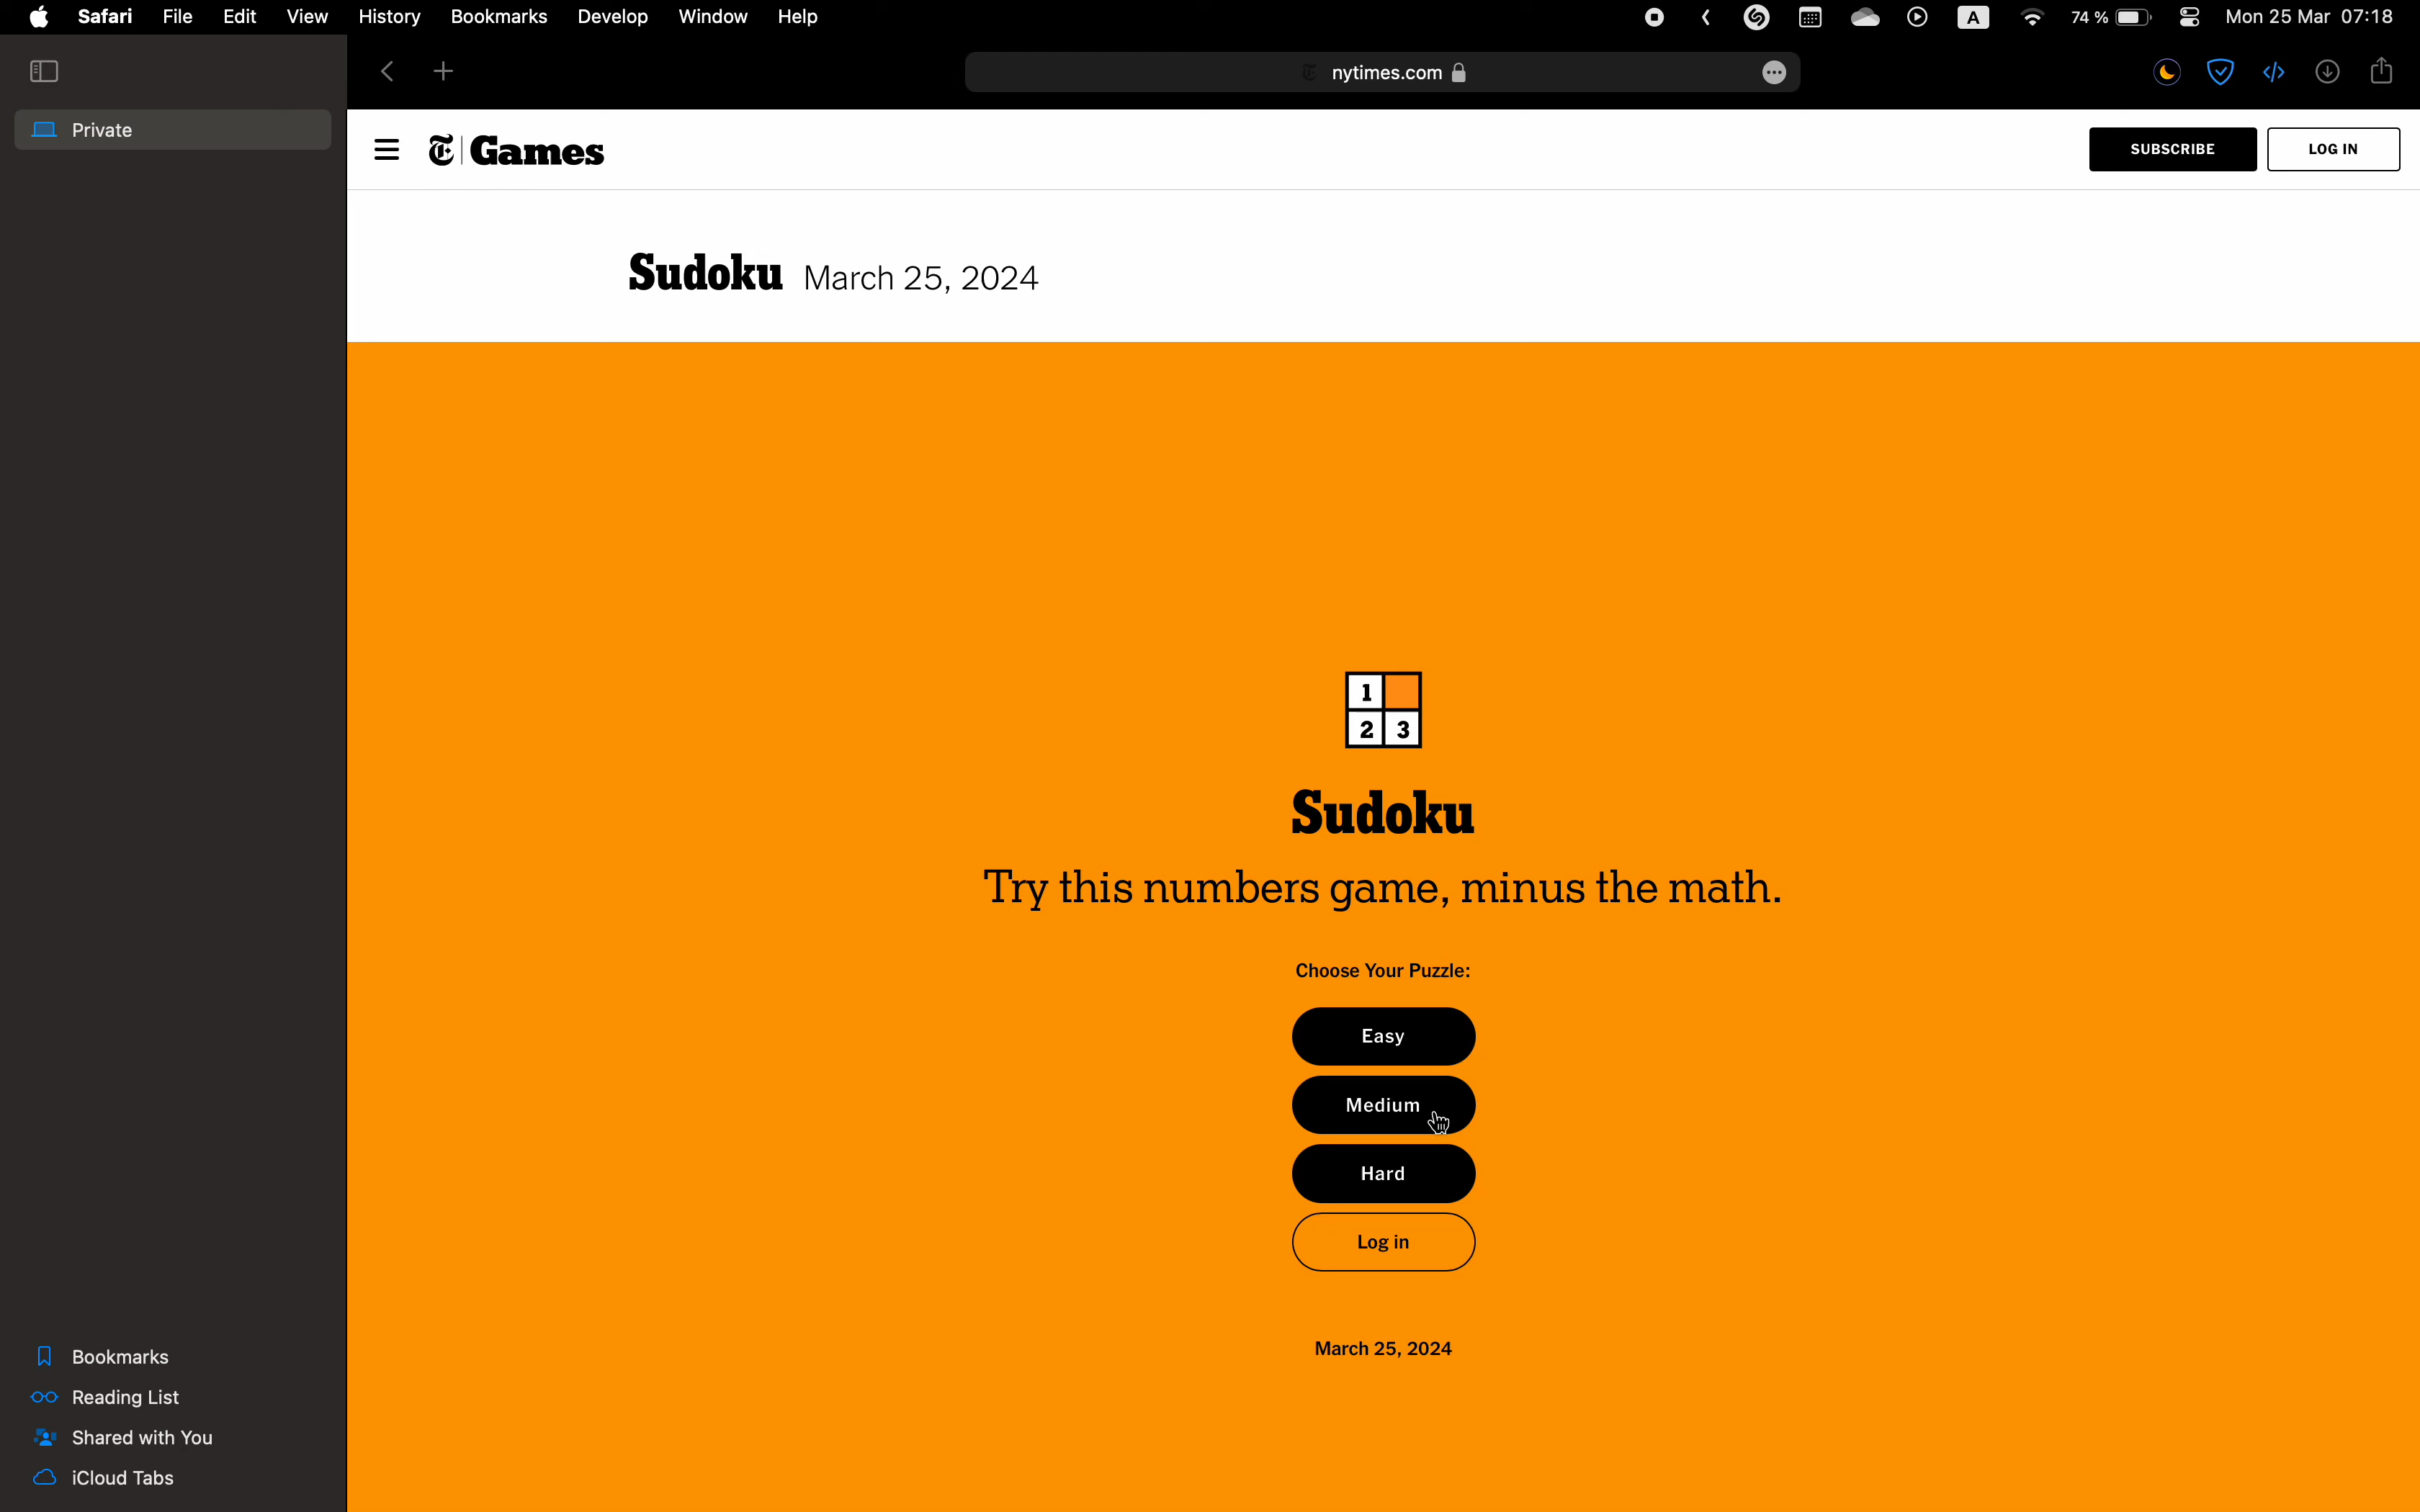 Safari File Edit View History Bookmarks Develop Window Help A 74 % Mon 25 Mar 07:18
nytimes.com
Private
T Games
SUBSCRIBE LOG IN
Sudoku March 25, 2024
1
2 3
Sudoku
Try this numbers game, minus the math.
Choose Your Puzzle:
Easy
Medium
Hard
Log in
March 25, 2024
Bookmarks
Reading List
Shared with You
iCloud Tabs